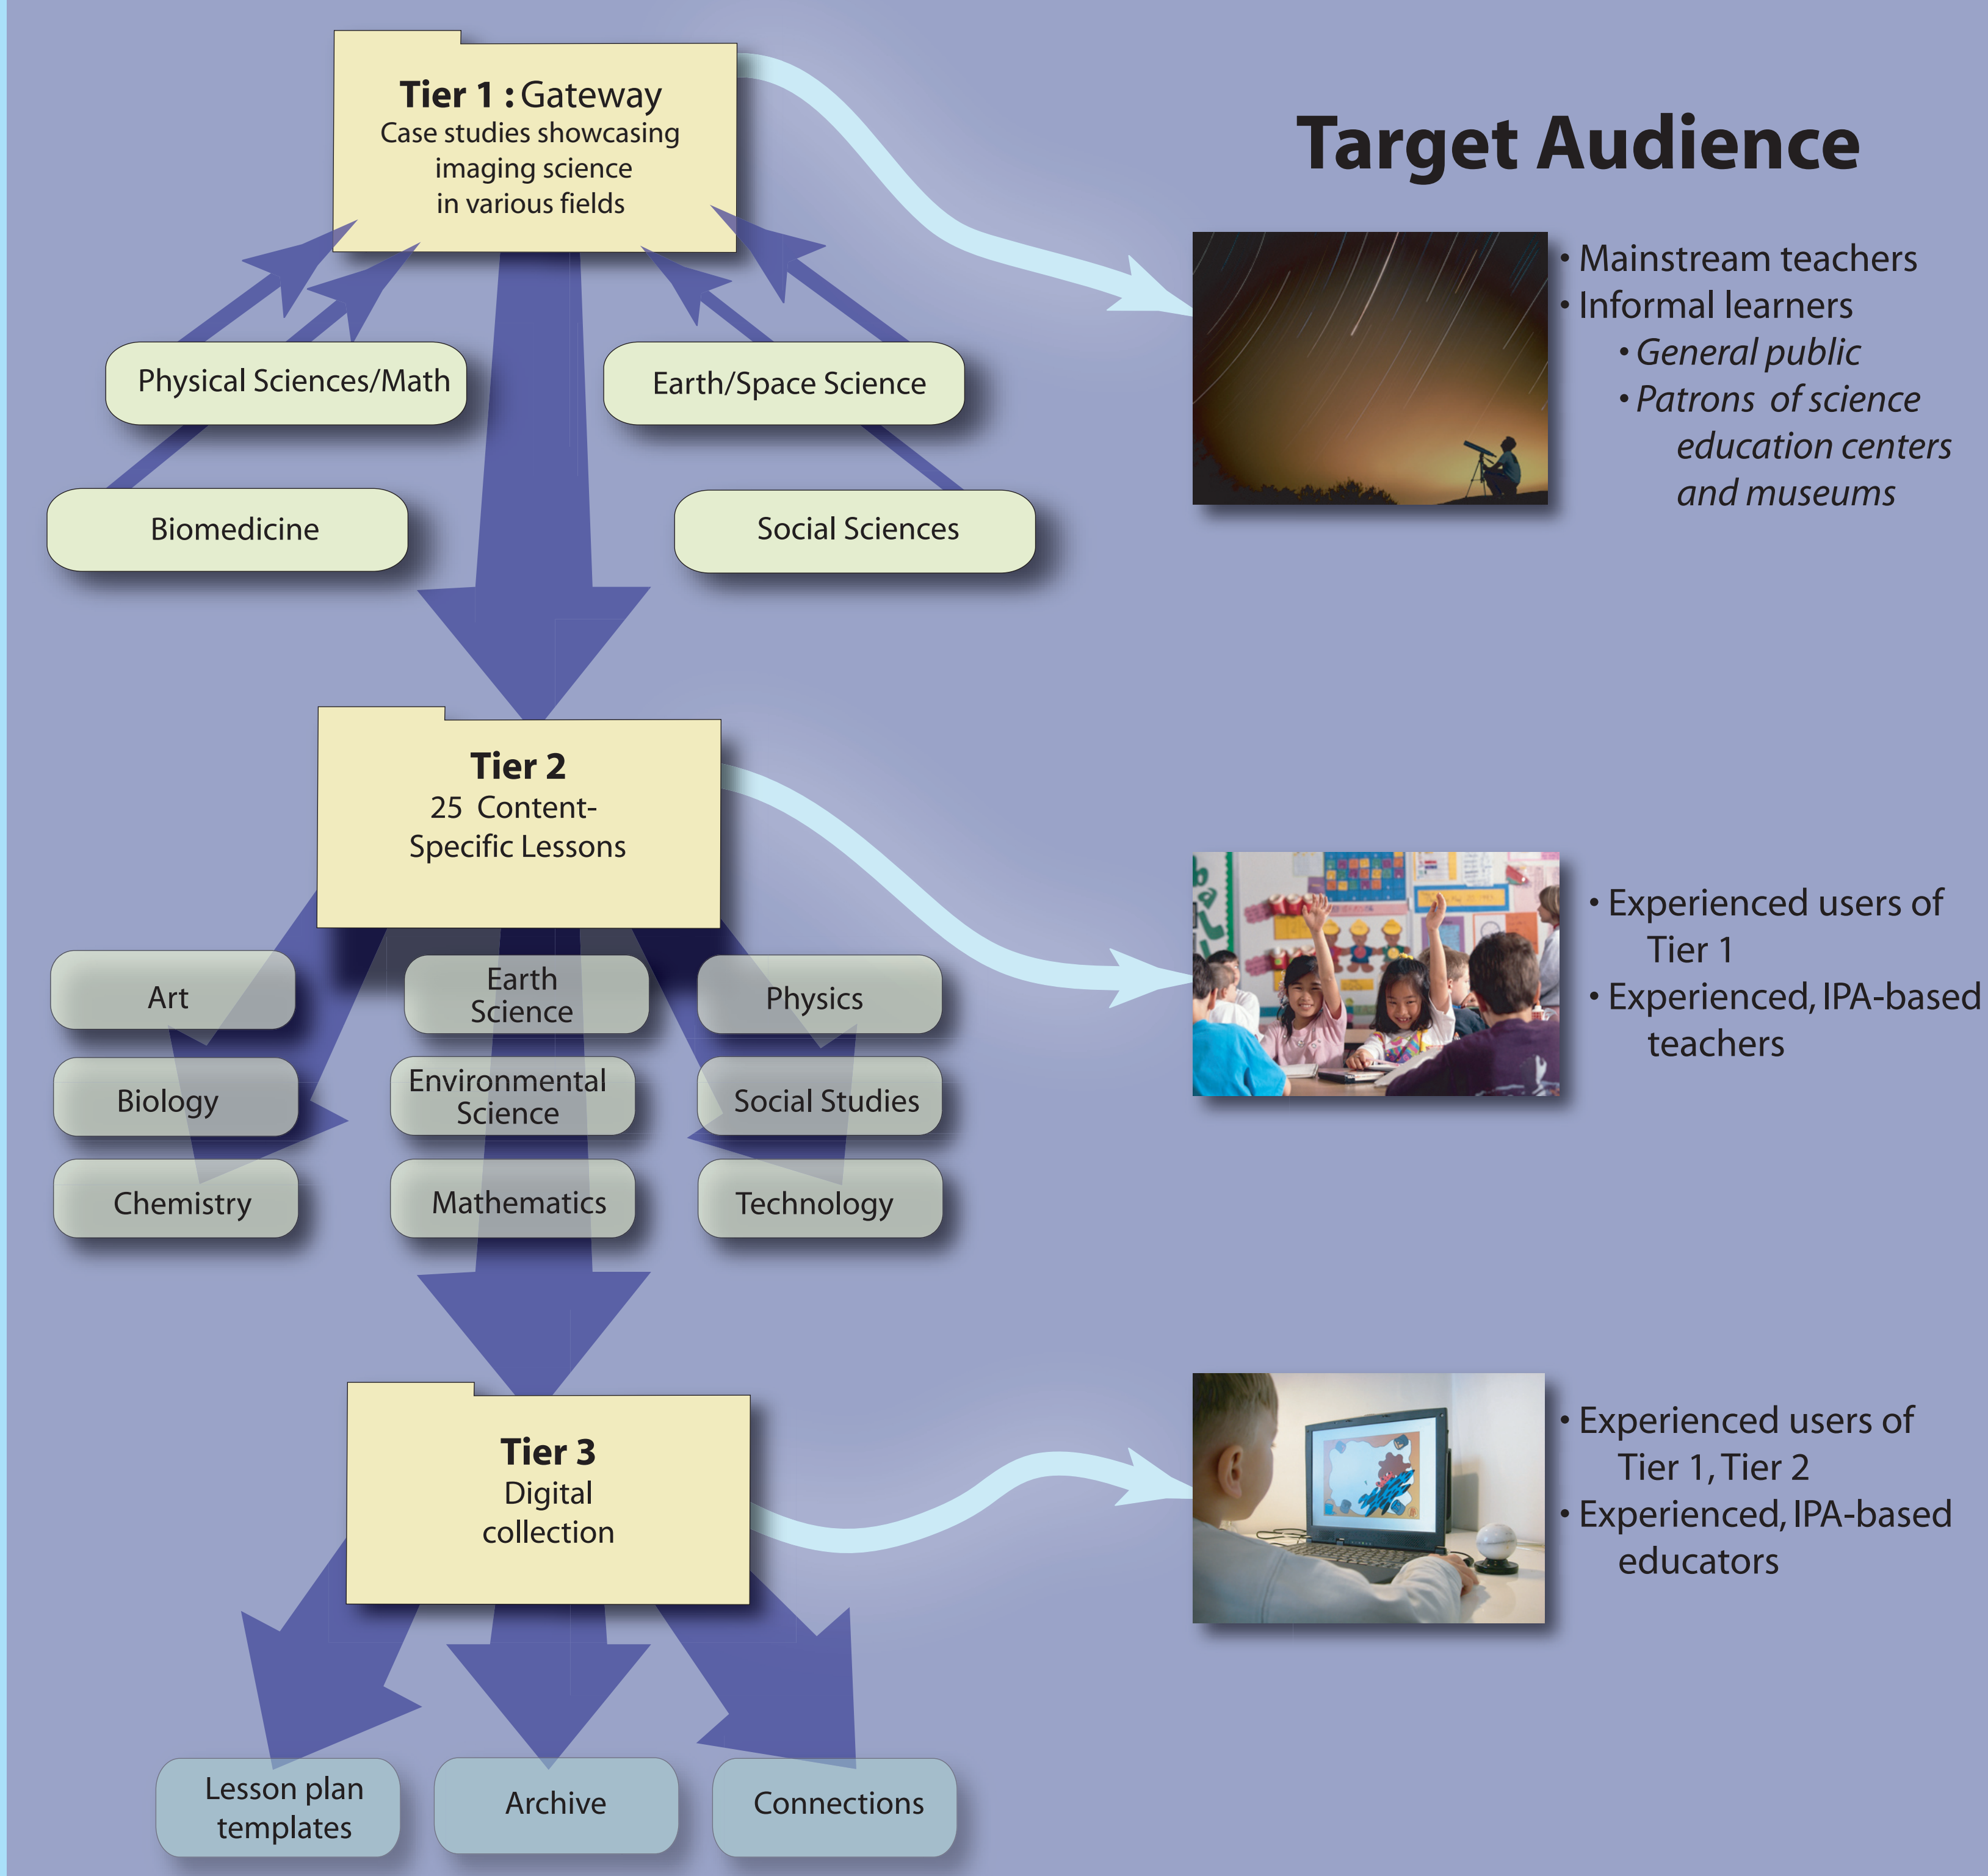 Tier 1 : Gateway
Case studies showcasing
imaging science
in various fields
Physical Sciences/Math
Earth/Space Science
Biomedicine
Social Sciences
Target Audience
• Mainstream teachers
• Informal learners
• General public
• Patrons of science
education centers
and museums
Tier 2
25 Content-
Specific Lessons
Art
Earth
Science
Physics
Biology
Environmental
Science
Social Studies
Chemistry
Mathematics
Technology
• Experienced users of
Tier 1
• Experienced, IPA-based
teachers
Tier 3
Digital
collection
• Experienced users of
Tier 1, Tier 2
• Experienced, IPA-based
educators
Lesson plan
templates
Archive
Connections